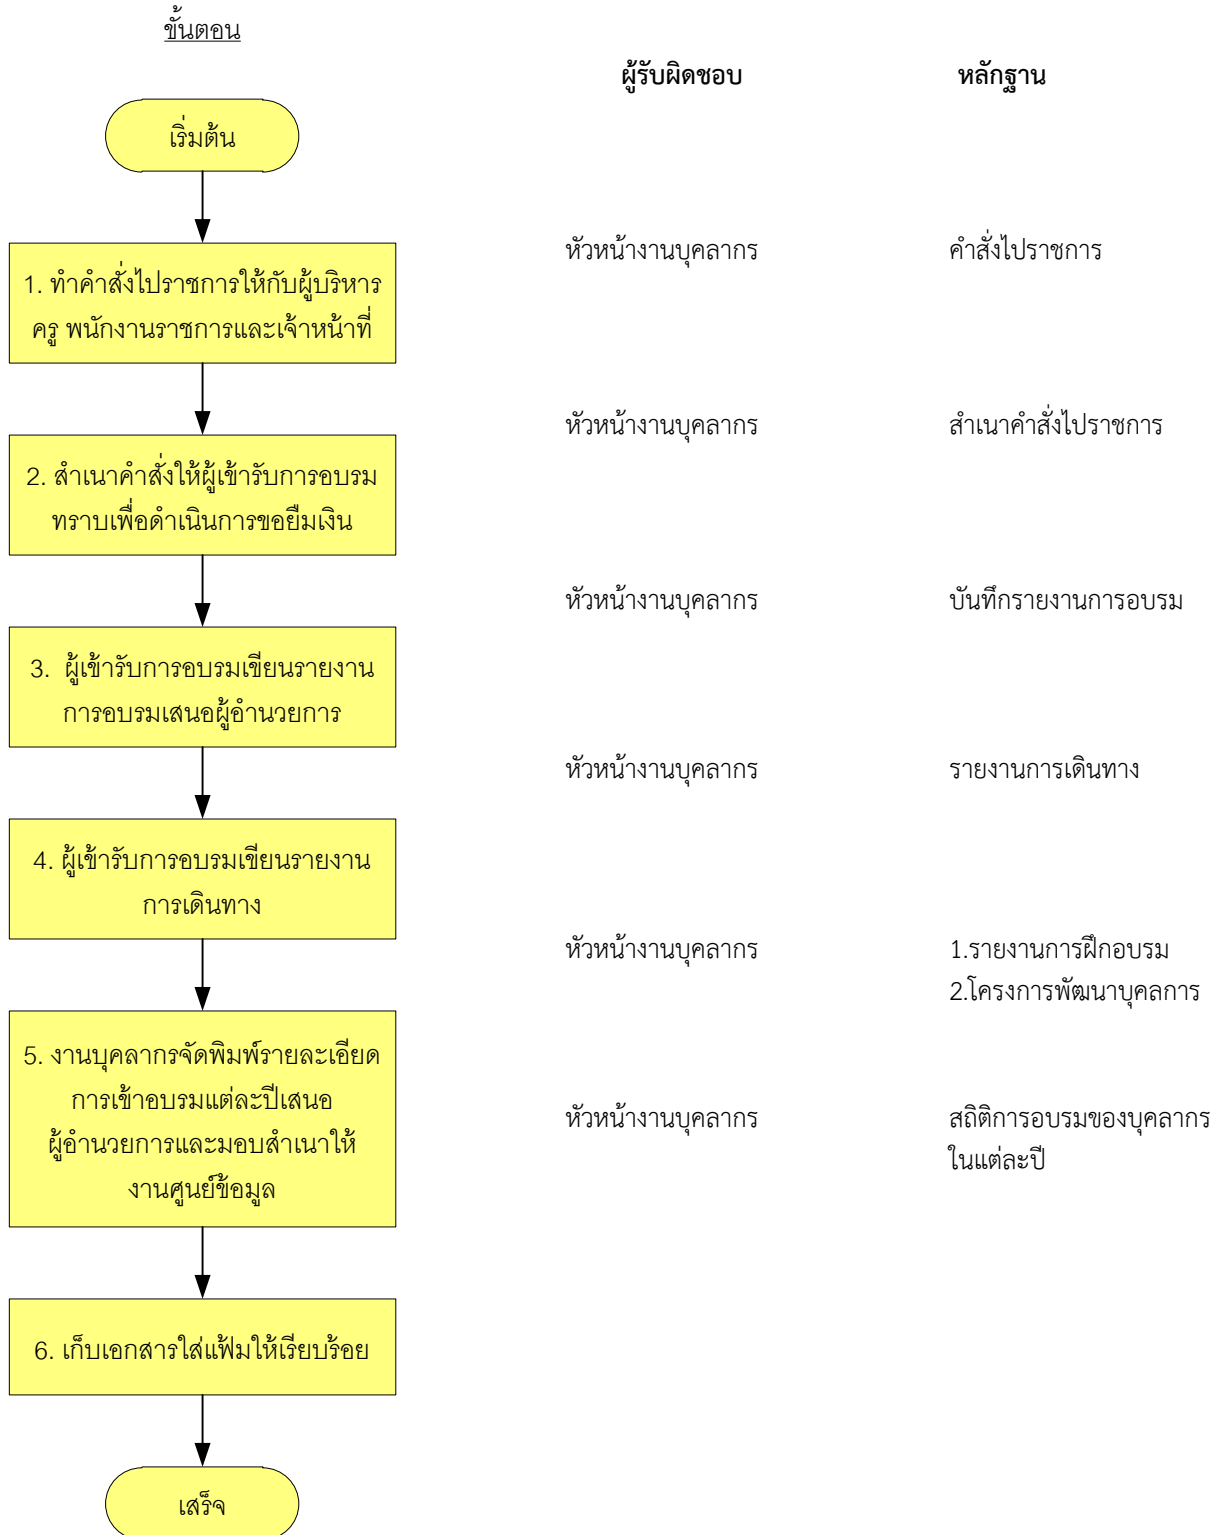 ขั้นตอน
ผู้รับผิดชอบ
หลักฐาน
เริ่มต้น
หัวหน้างานบุคลากร
คำสั่งไปราชการ
1. ทำคำสั่งไปราชการให้กับผู้บริหาร
ครู พนักงานราชการและเจ้าหน้าที่
หัวหน้างานบุคลากร
สำเนาคำสั่งไปราชการ
2. สำเนาคำสั่งให้ผู้เข้ารับการอบรม
ทราบเพื่อดำเนินการขอยืมเงิน
หัวหน้างานบุคลากร
บันทึกรายงานการอบรม
3. ผู้เข้ารับการอบรมเขียนรายงาน
การอบรมเสนอผู้อำนวยการ
หัวหน้างานบุคลากร
รายงานการเดินทาง
4. ผู้เข้ารับการอบรมเขียนรายงาน
การเดินทาง
หัวหน้างานบุคลากร
1.รายงานการฝึกอบรม
2.โครงการพัฒนาบุคลการ
5. งานบุคลากรจัดพิมพ์รายละเอียด
การเข้าอบรมแต่ละปีเสนอ
ผู้อำนวยการและมอบสำเนาให้
งานศูนย์ข้อมูล
หัวหน้างานบุคลากร
สถิติการอบรมของบุคลากร
ในแต่ละปี
6. เก็บเอกสารใส่แฟ้มให้เรียบร้อย
เสร็จ